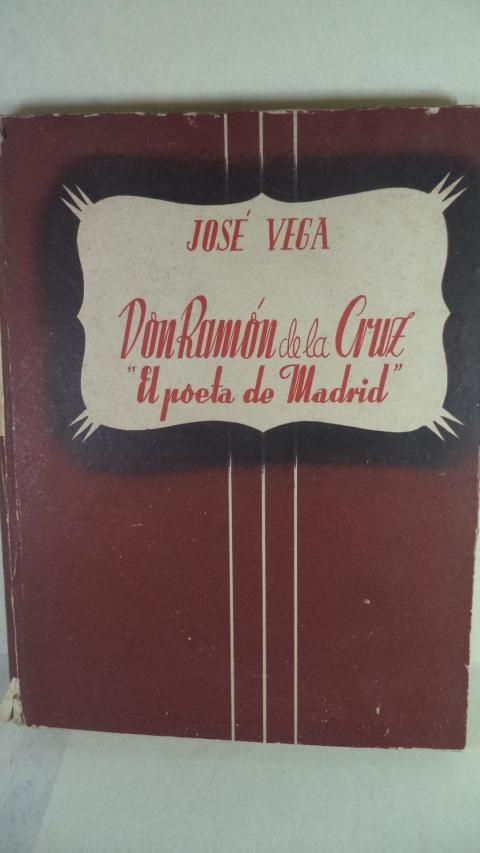 JOSÉ VEGA
Don Ramón de la Cruz
"El poeta de Madrid"